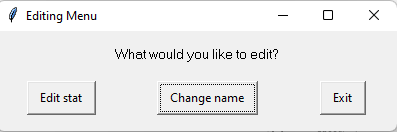 Editing Menu
What would you like to edit?
Edit stat Change name Exit